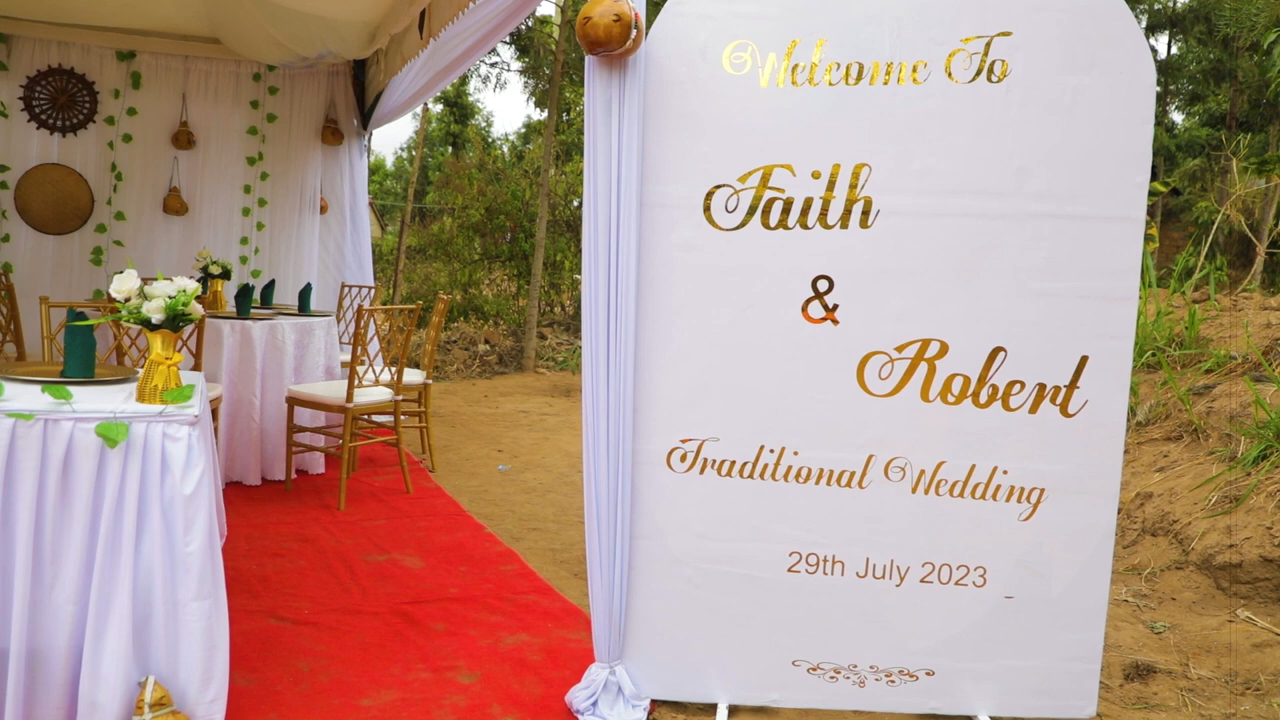 Welcome To
Faith
&
Robert
Traditional Wedding
29th July 2023